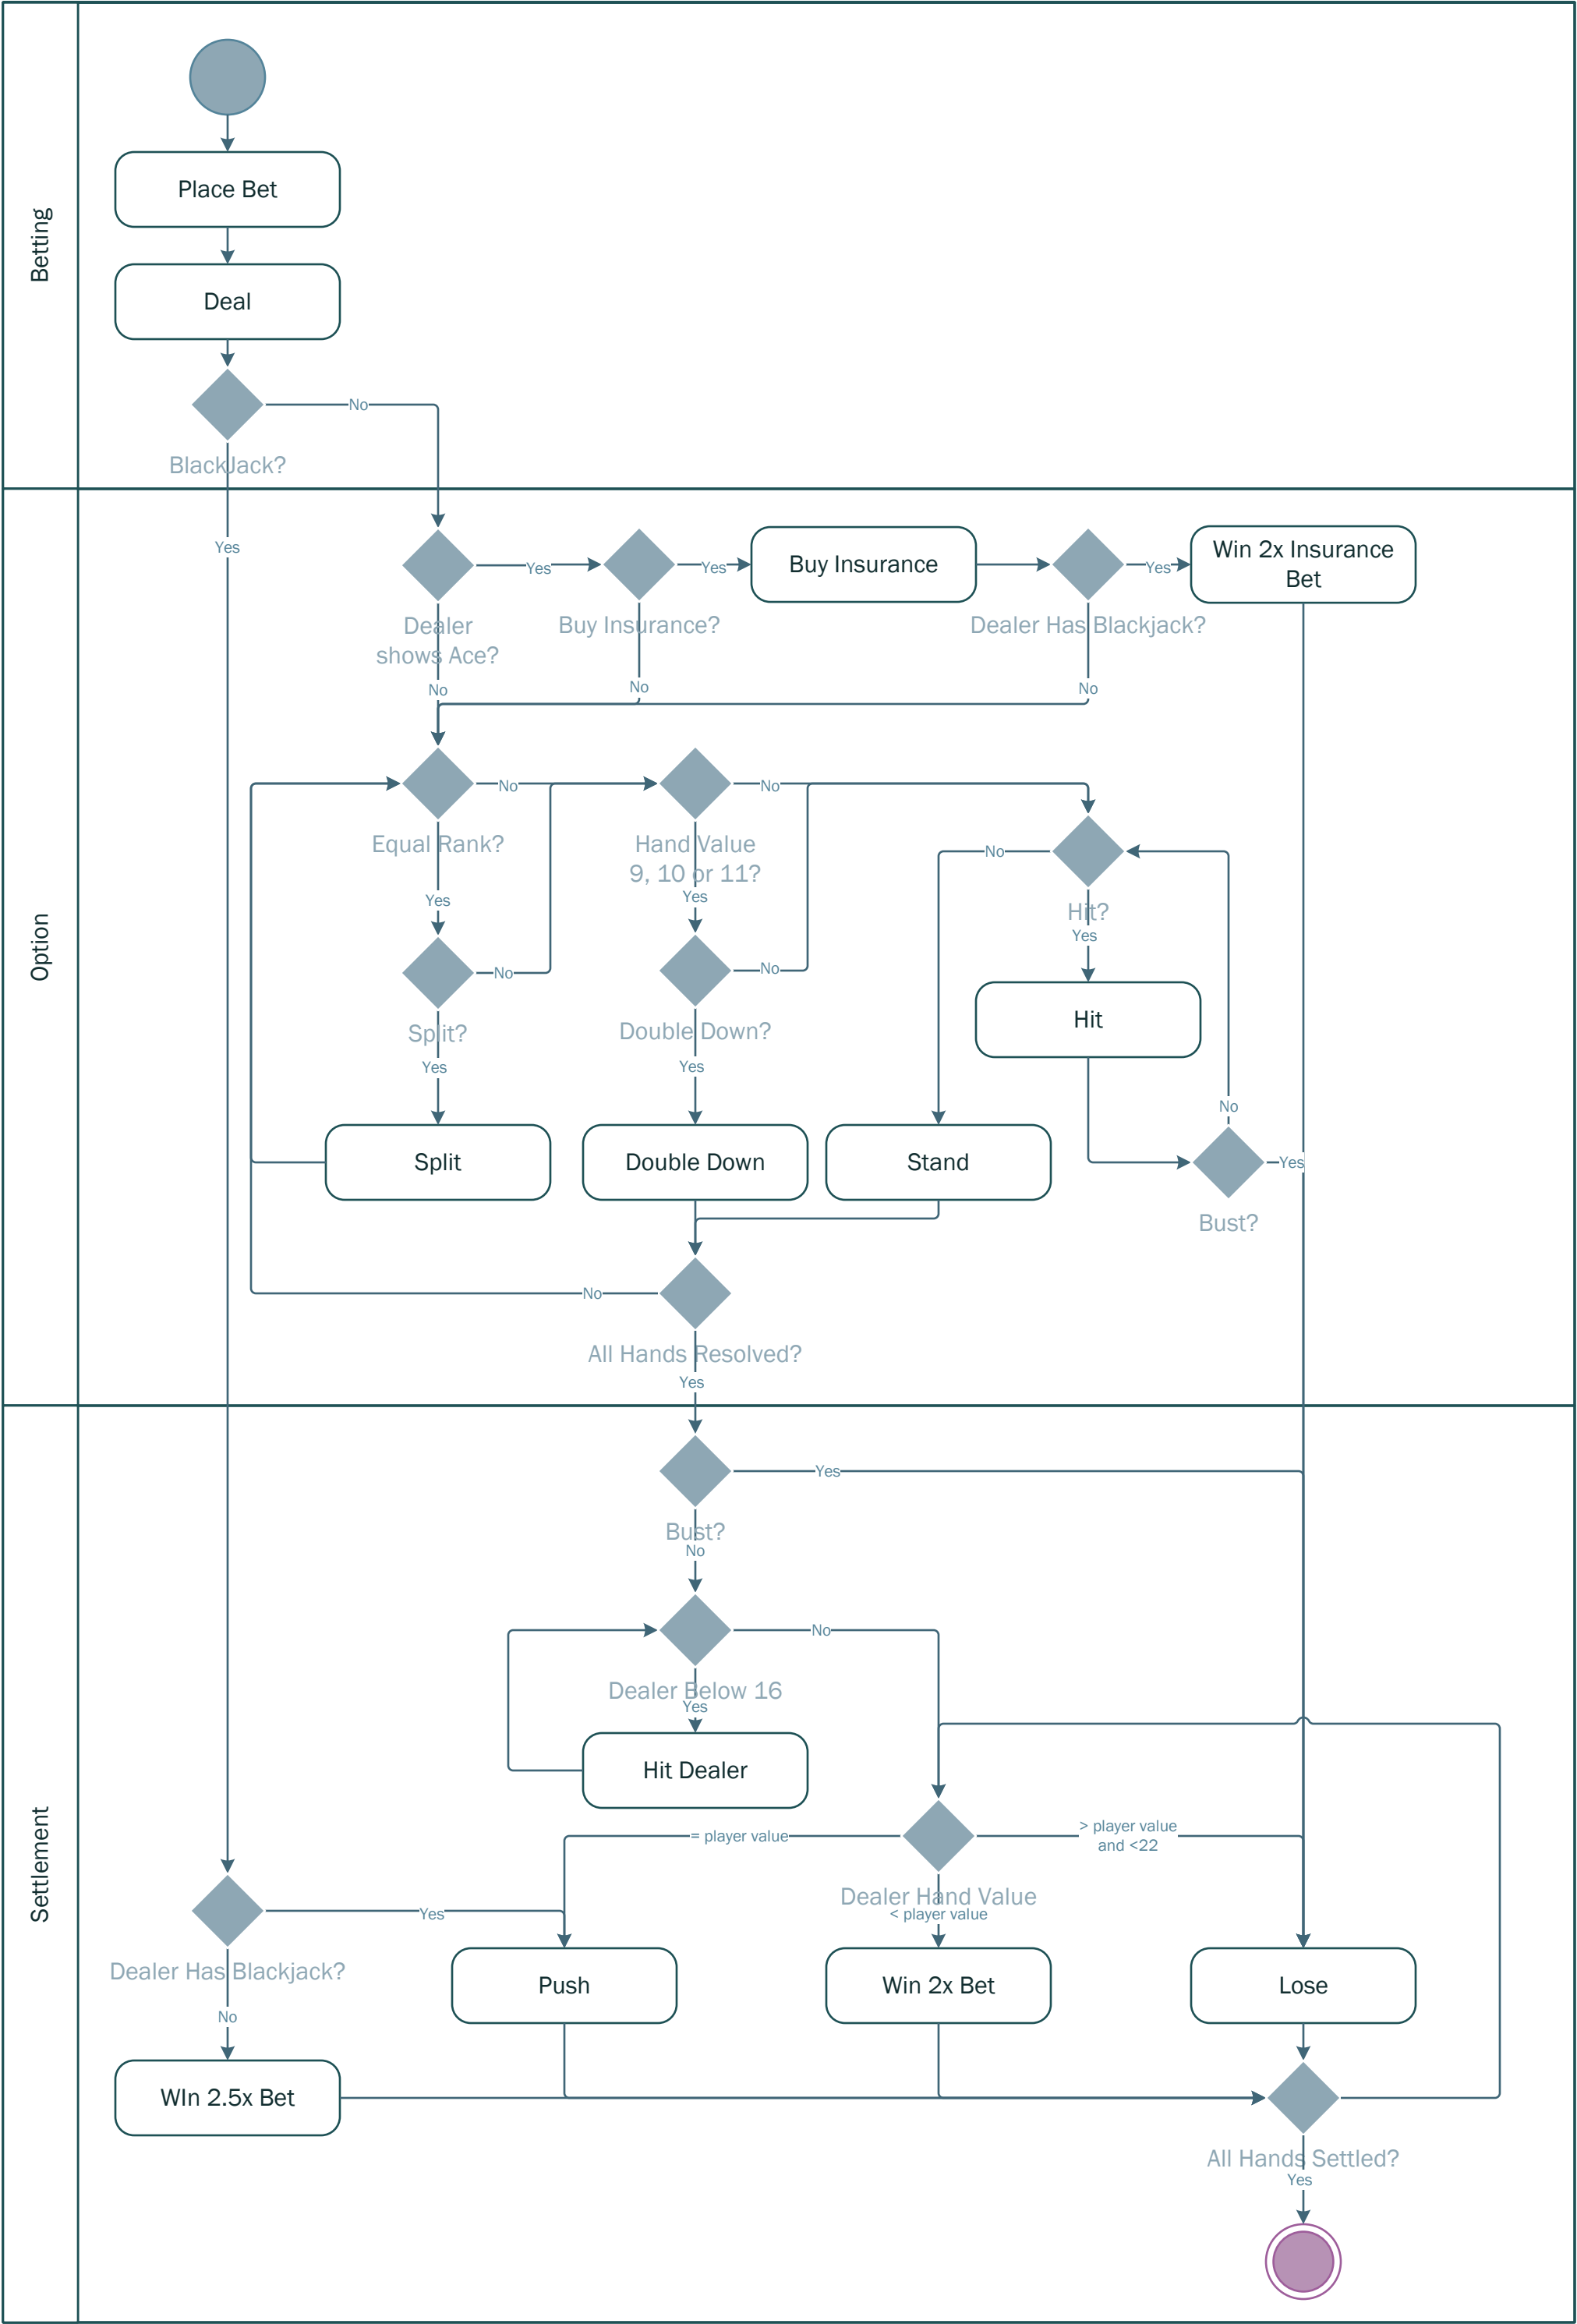 Betting
Place Bet
Deal
No
BlackJack?
Option
Yes
Yes
Yes
Buy Insurance
Yes
Win 2x Insurance
Bet
Dealer
shows Ace?
Buy Insurance?
Dealer Has Blackjack?
No
No
No
No
No
Equal Rank?
Hand Value
9, 10 or 11?
No
Hit?
Yes
Yes
Yes
No
No
Hit
Split?
Double Down?
Yes
Yes
No
Split
Double Down
Stand
Yes
Bust?
No
All Hands Resolved?
Yes
Settlement
Yes
Bust?
No
No
Dealer Below 16
Yes
Hit Dealer
= player value
> player value
and <22
Dealer Hand Value
< player value
Yes
Dealer Has Blackjack?
No
Push
Win 2x Bet
Lose
WIn 2.5x Bet
All Hands Settled?
Yes